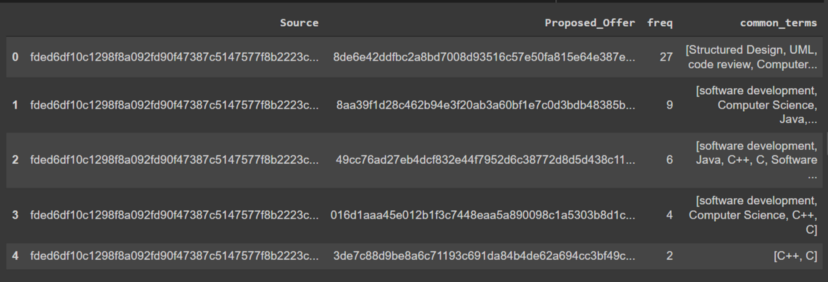 Source Proposed_Offer freq common_terms
0 fded6df10c1298f8a092fd90f47387c5147577f8b2223c... 8de6e42ddfbc2a8bd7008d93516c57e50fa815e64e387e... 27 [Structured Design, UML,
code review, Computer...
1 fded6df10c1298f8a092fd90f47387c5147577f8b2223c... 8aa39f1d28c462b94e3f20ab3a60bf1e7c0d3bdb48385b... 9 [software development,
Computer Science,
Java,...
2 fded6df10c1298f8a092fd90f47387c5147577f8b2223c... 49cc76ad27eb4dcf832e44f7952d6c38772d8d5d438c11... 6 [software development,
Java, C++, C, Software
...
3 fded6df10c1298f8a092fd90f47387c5147577f8b2223c... 016d1aaa45e012b1f3c7448eaa5a890098c1a5303b8d1c... 4 [software development,
Computer Science, C++,
C]
4 fded6df10c1298f8a092fd90f47387c5147577f8b2223c... 3de7c88d9be8a6c71193c691da84b4de62a694cc3bf49c... 2 [C++, C]